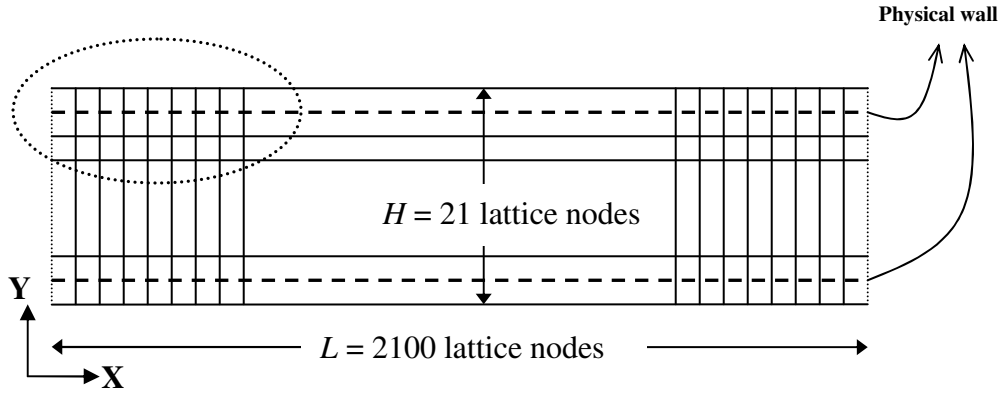 Physical wall
H = 21 lattice nodes
Y
L = 2100 lattice nodes
X